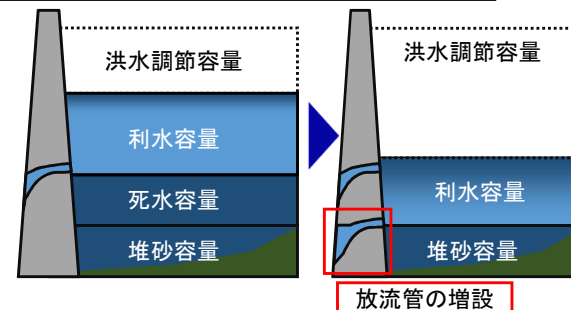 洪水調節容量
利水容量
死水容量
堆砂容量
洪水調節容量
利水容量
堆砂容量
放流管の増設